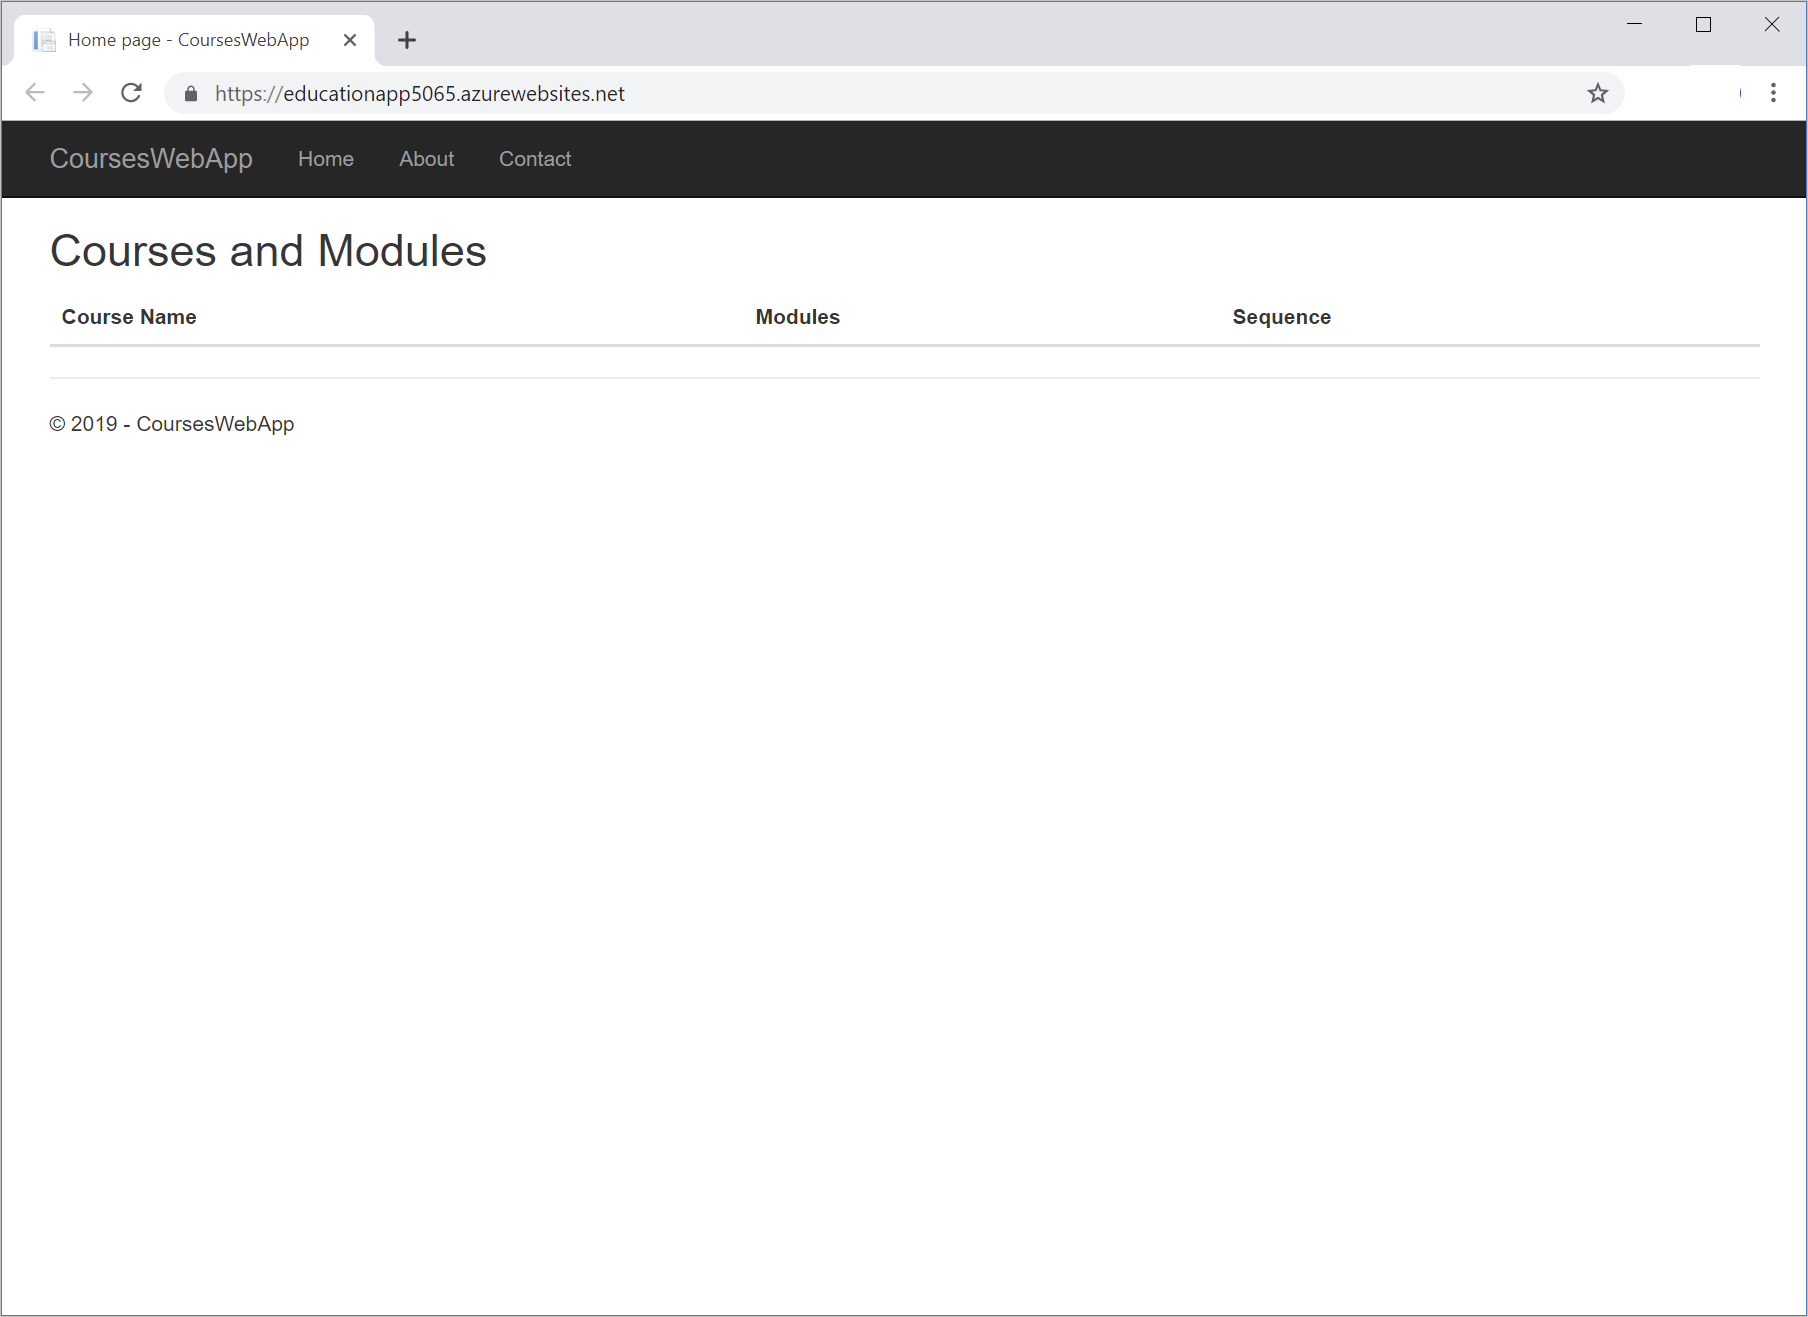 Home page - CoursesWebApp
https://educationapp5065.azurewebsites.net
CoursesWebApp Home About Contact
Courses and Modules
Course Name Modules Sequence
© 2019 - CoursesWebApp